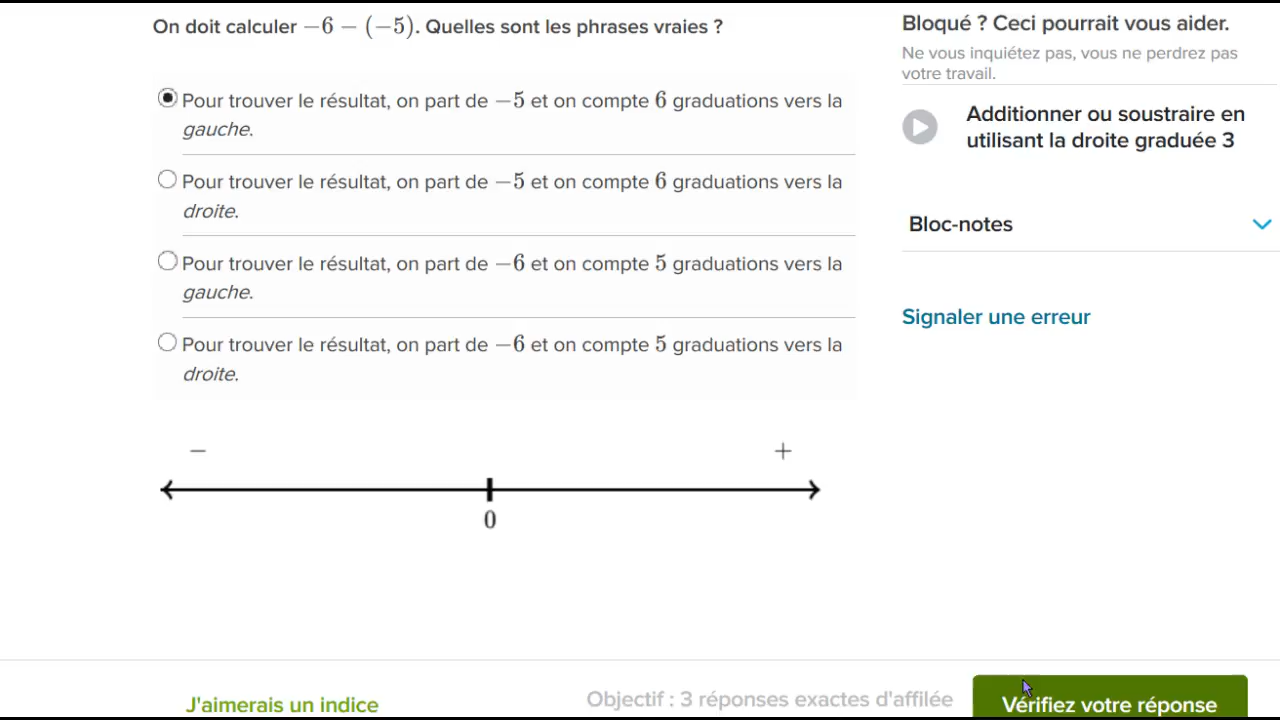 On doit calculer −6 − (−5). Quelles sont les phrases vraies ?
Pour trouver le résultat, on part de −5 et on compte 6 graduations vers la
gauche.
Pour trouver le résultat, on part de −5 et on compte 6 graduations vers la
droite.
Pour trouver le résultat, on part de −6 et on compte 5 graduations vers la
gauche.
Pour trouver le résultat, on part de −6 et on compte 5 graduations vers la
droite.
− +
0
Bloqué ? Ceci pourrait vous aider.
Ne vous inquiétez pas, vous ne perdrez pas
votre travail.
Additionner ou soustraire en
utilisant la droite graduée 3
Bloc-notes
Signaler une erreur
J'aimerais un indice
Objectif : 3 réponses exactes d'affilée
Vérifiez votre réponse